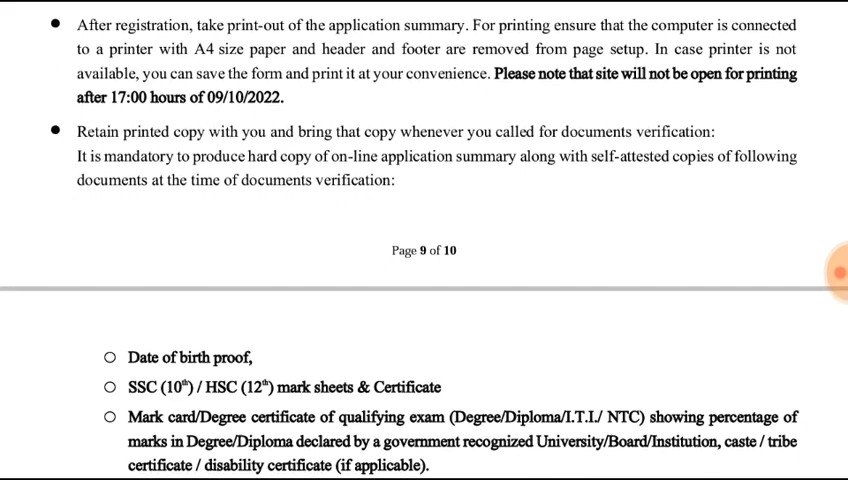 ● After registration, take print-out of the application summary. For printing ensure that the computer is connected
to a printer with A4 size paper and header and footer are removed from page setup. In case printer is not
available, you can save the form and print it at your convenience. Please note that site will not be open for printing
after 17:00 hours of 09/10/2022.
● Retain printed copy with you and bring that copy whenever you called for documents verification:
It is mandatory to produce hard copy of on-line application summary along with self-attested copies of following
documents at the time of documents verification:
Page 9 of 10
○ Date of birth proof,
○ SSC (10th) / HSC (12th) mark sheets & Certificate
○ Mark card/Degree certificate of qualifying exam (Degree/Diploma/I.T.I./ NTC) showing percentage of
marks in Degree/Diploma declared by a government recognized University/Board/Institution, caste / tribe
certificate / disability certificate (if applicable).